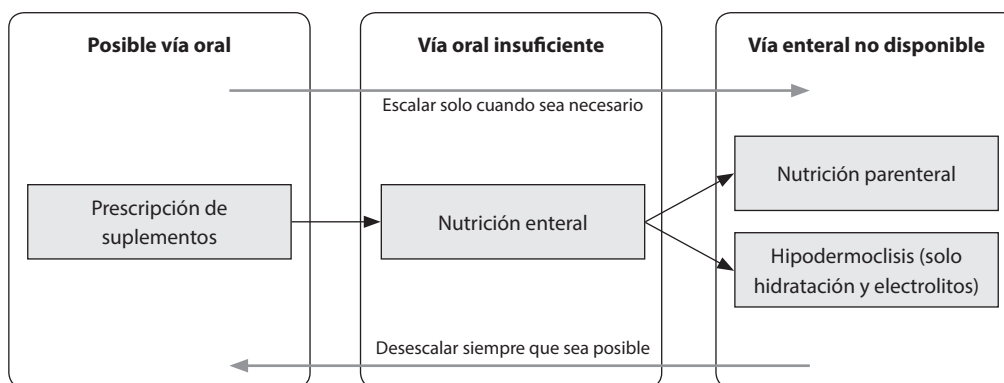 Posible vía oral
Vía oral insuficiente
Vía enteral no disponible
Escalar solo cuando sea necesario
Prescripción de
suplementos
Nutrición enteral
Nutrición parenteral
Hipodermoclisis (solo
hidratación y electrolitos)
Desescalar siempre que sea posible